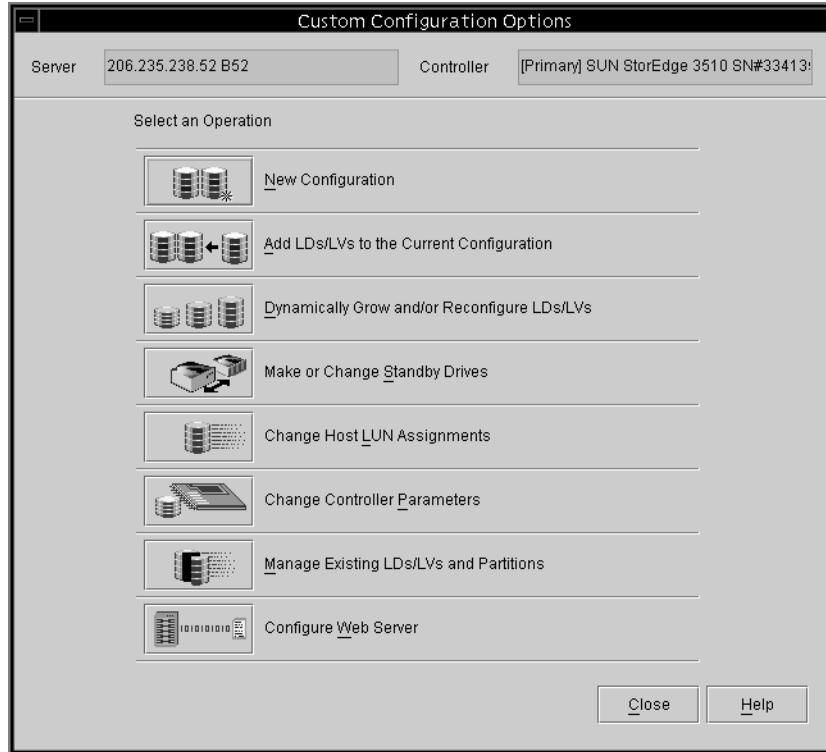 Custom Configuration Options
Server 206.235.238.52 B52 Controller [Primary] SUN StorEdge 3510 SN#33413
Select an Operation
New Configuration
Add LDs/LVs to the Current Configuration
Dynamically Grow and/or Reconfigure LDs/LVs
Make or Change Standby Drives
Change Host LUN Assignments
Change Controller Parameters
Manage Existing LDs/LVs and Partitions
101010101010
Configure Web Server
Close Help